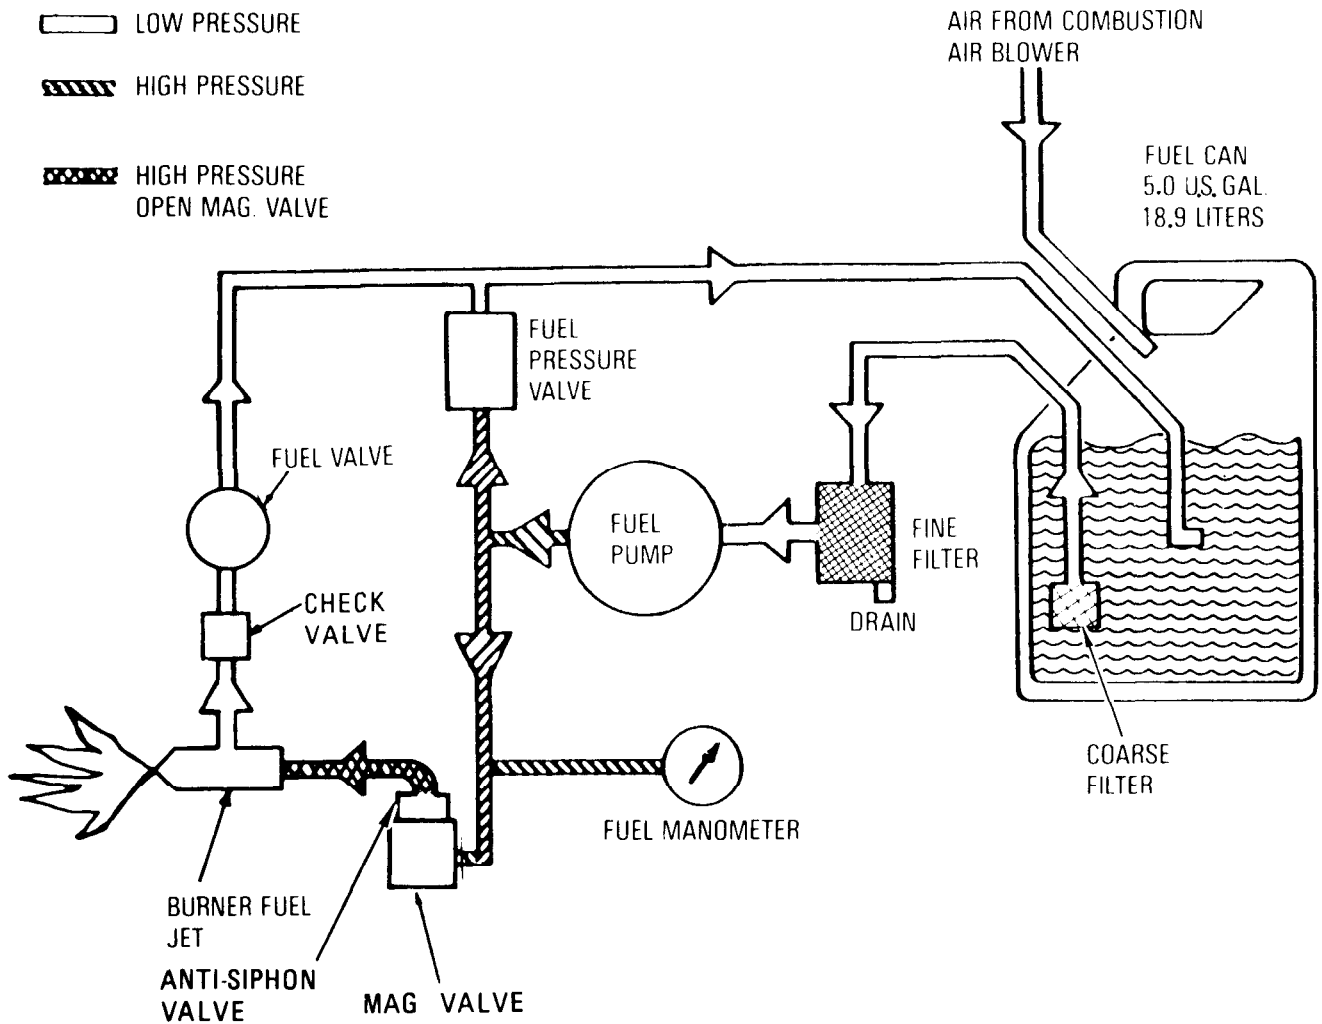 LOW PRESSURE
HIGH PRESSURE
HIGH PRESSURE
OPEN MAG. VALVE
AIR FROM COMBUSTION
AIR BLOWER
FUEL CAN
5.0 U.S. GAL.
18.9 LITERS
FUEL
PRESSURE
VALVE
FUEL VALVE
FUEL
PUMP
FINE
FILTER
DRAIN
CHECK
VALVE
COARSE
FILTER
FUEL MANOMETER
BURNER FUEL
JET
ANTI-SIPHON
VALVE
MAG VALVE